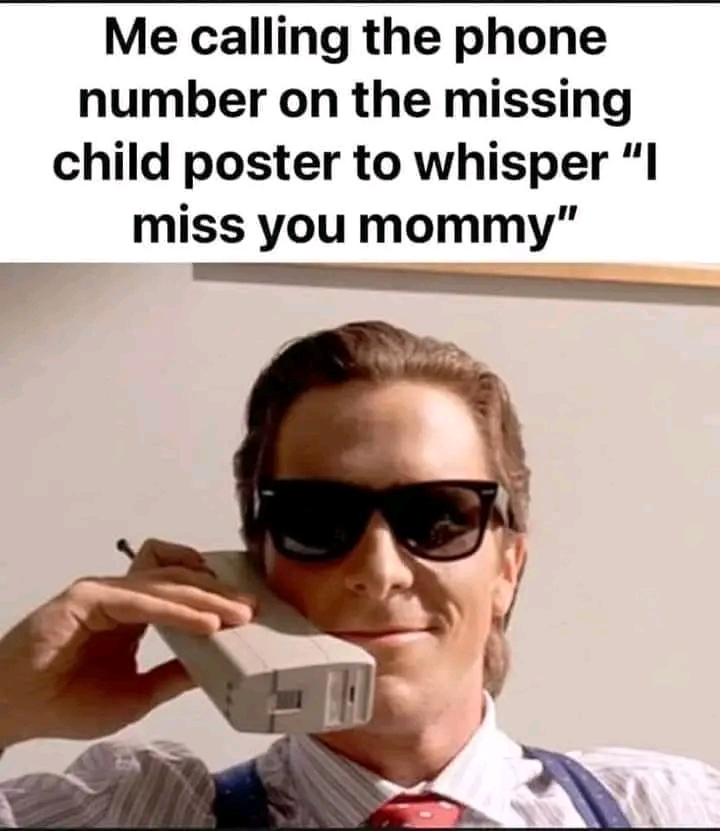 Me calling the phone
number on the missing
child poster to whisper “I
miss you mommy”